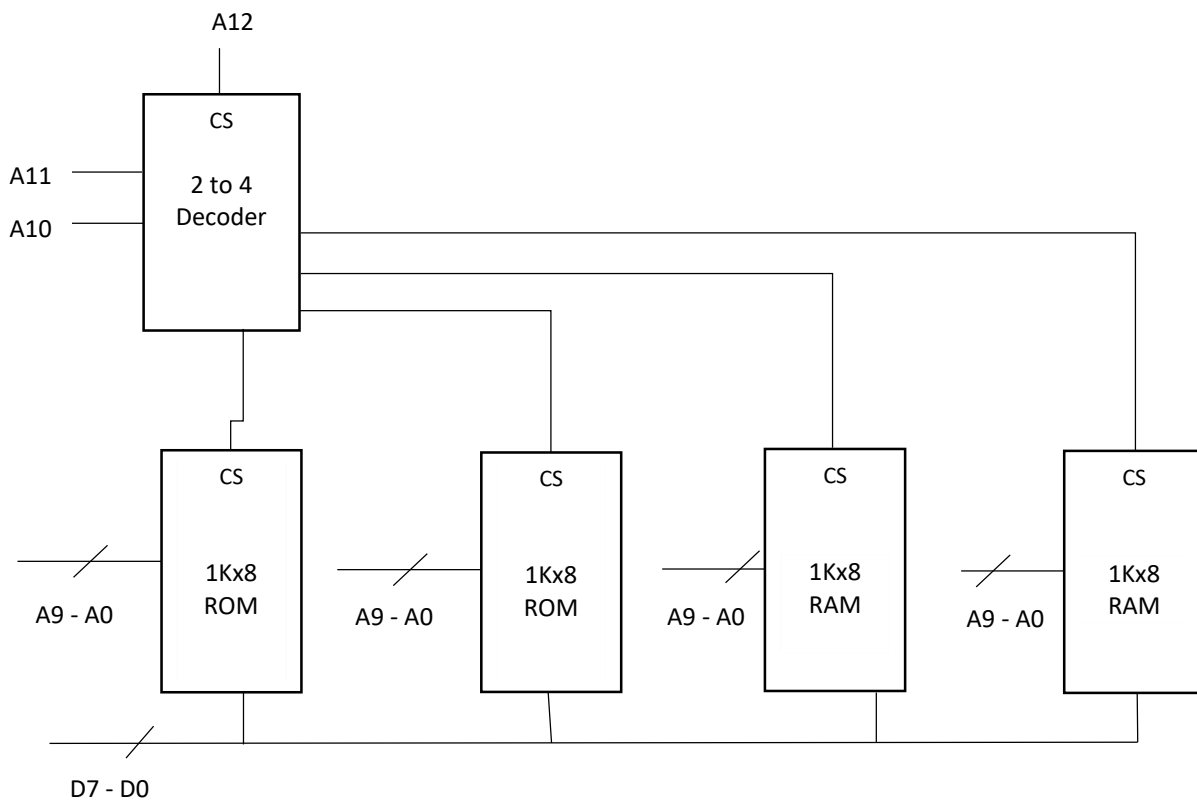 A12
CS
A11
2 to 4
Decoder
A10
CS
CS
CS
CS
1Kx8
ROM
1Kx8
ROM
1Kx8
RAM
1Kx8
RAM
A9 - A0
A9 - A0
A9 - A0
A9 - A0
D7 - D0